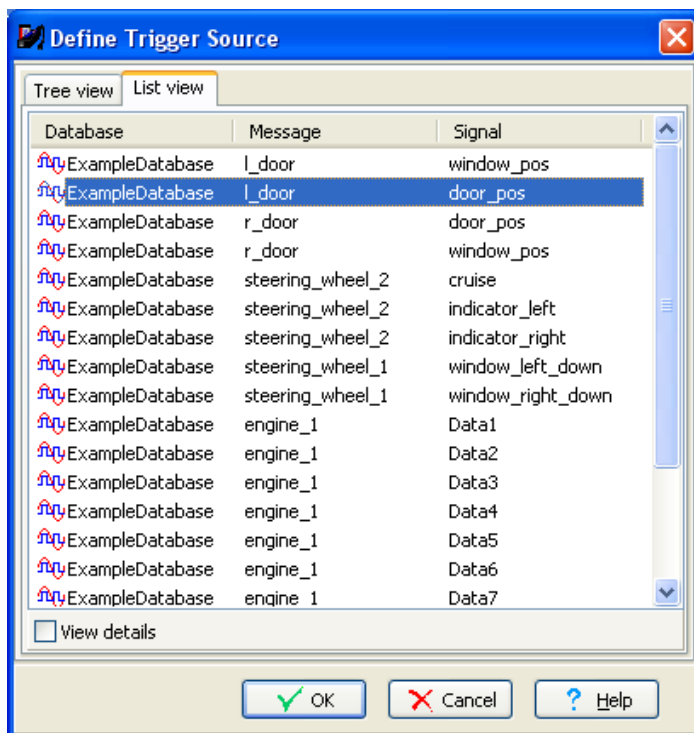 Define Trigger Source
Tree view List view
Database Message Signal
ExampleDatabase l_door window_pos
ExampleDatabase l_door door_pos
ExampleDatabase r_door door_pos
ExampleDatabase r_door window_pos
ExampleDatabase steering_wheel_2 cruise
ExampleDatabase steering_wheel_2 indicator_left
ExampleDatabase steering_wheel_2 indicator_right
ExampleDatabase steering_wheel_1 window_left_down
ExampleDatabase steering_wheel_1 window_right_down
ExampleDatabase engine_1 Data1
ExampleDatabase engine_1 Data2
ExampleDatabase engine_1 Data3
ExampleDatabase engine_1 Data4
ExampleDatabase engine_1 Data5
ExampleDatabase engine_1 Data6
ExampleDatabase engine_1 Data7
View details
OK Cancel ? Help